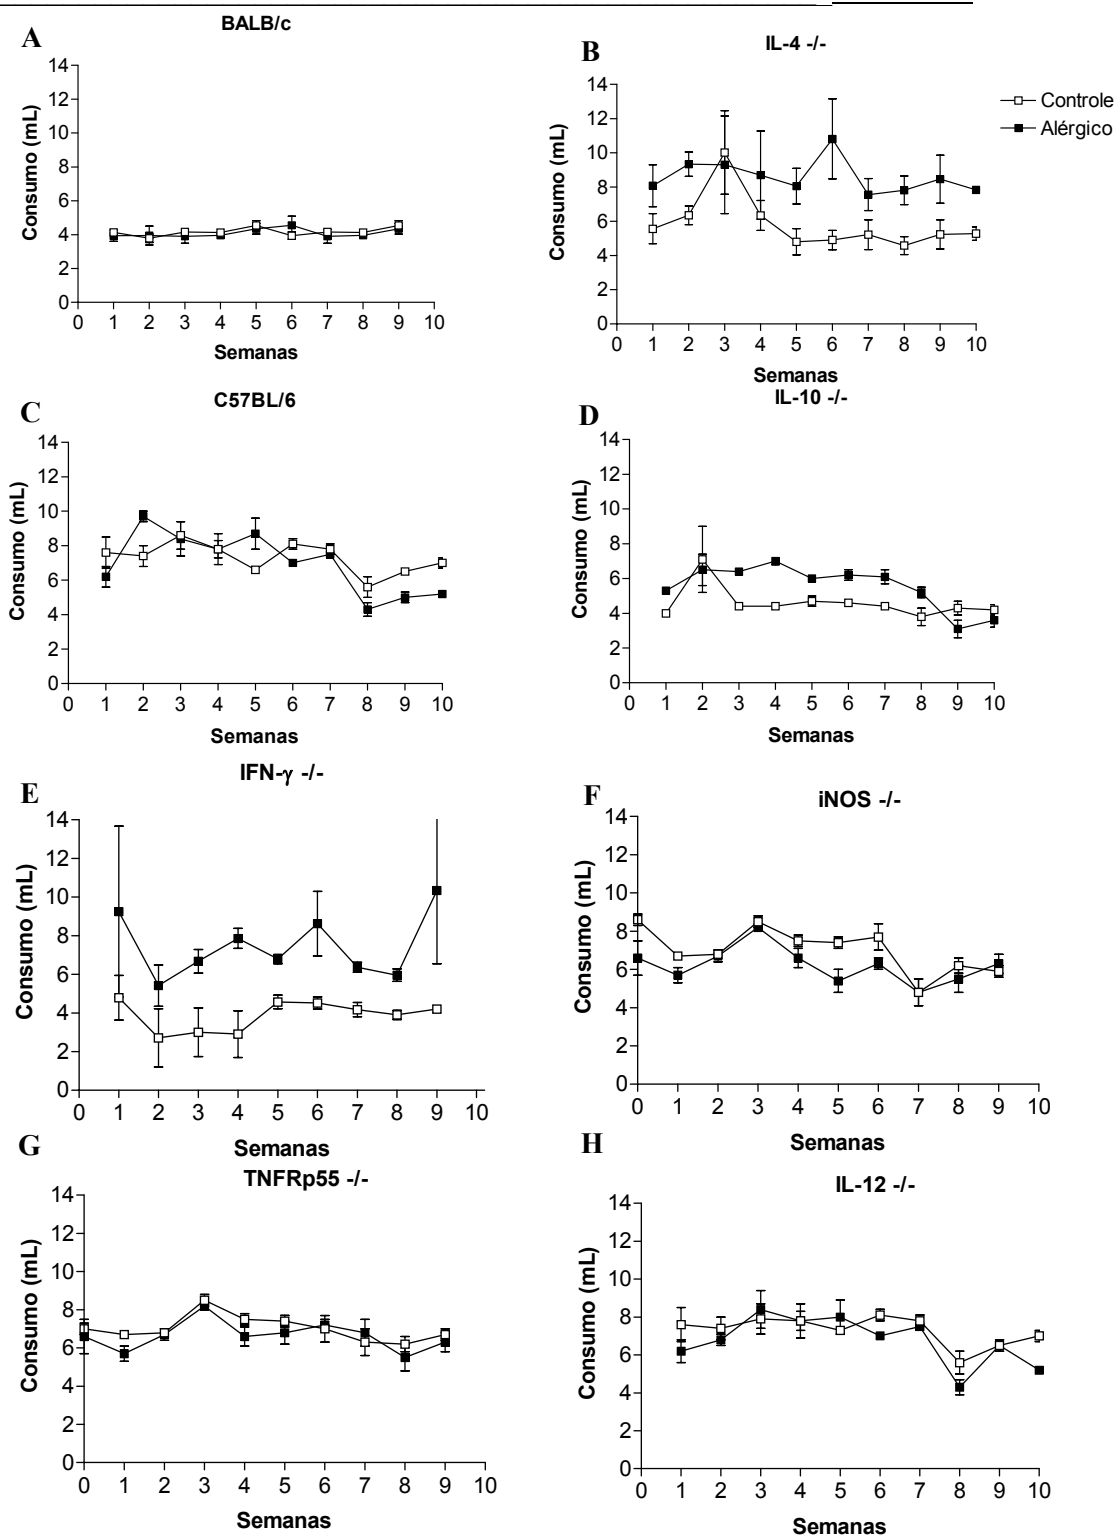 A
BALB/c
Consumo (mL)
14
12
10
8
6
4
2
0
0 1 2 3 4 5 6 7 8 9 10
Semanas
B
IL-4 -/-
Consumo (mL)
14
12
10
8
6
4
2
0
0 1 2 3 4 5 6 7 8 9 10
Semanas
Controle
Alérgico
C
C57BL/6
Consumo (mL)
14
12
10
8
6
4
2
0
0 1 2 3 4 5 6 7 8 9 10
Semanas
D
IL-10 -/-
Consumo (mL)
14
12
10
8
6
4
2
0
0 1 2 3 4 5 6 7 8 9 10
Semanas
E
IFN-γ -/-
Consumo (mL)
14
12
10
8
6
4
2
0
0 1 2 3 4 5 6 7 8 9 10
Semanas
F
iNOS -/-
Consumo (mL)
14
12
10
8
6
4
2
0
0 1 2 3 4 5 6 7 8 9 10
Semanas
G
TNFRp55 -/-
Consumo (mL)
14
12
10
8
6
4
2
0
0 1 2 3 4 5 6 7 8 9 10
Semanas
H
IL-12 -/-
Consumo (mL)
14
12
10
8
6
4
2
0
0 1 2 3 4 5 6 7 8 9 10
Semanas